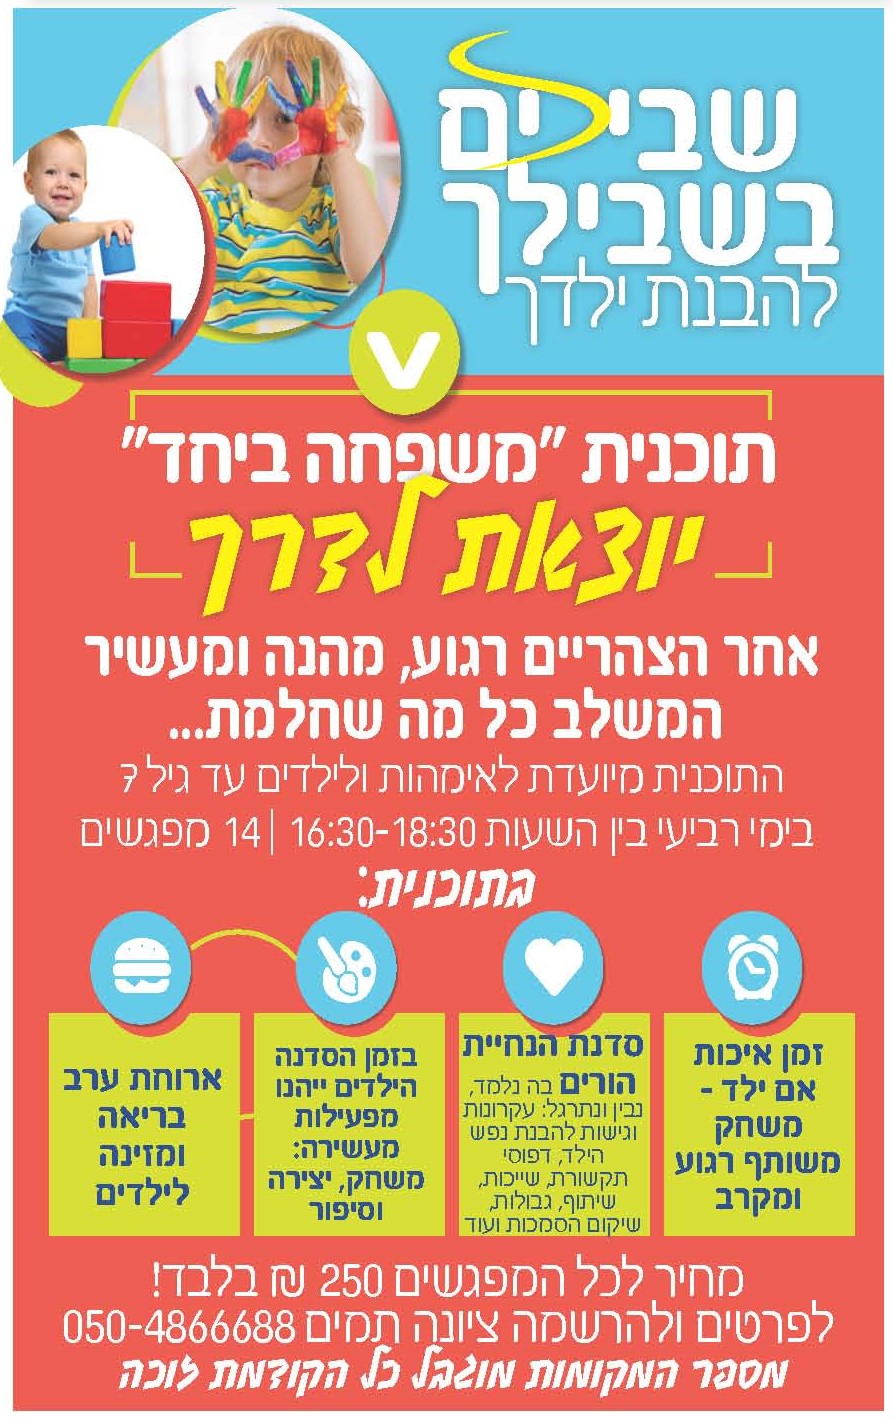 שבילים
בשבילך
להבנת ילדך
תוכנית "משפחה ביחד"
יוצאת לדרך
אחר הצהריים רגוע, מהנה ומעשיר
המשלב כל מה שחלמת...
התוכנית מיועדת לאימהות ולילדים עד גיל 7
בימי רביעי בין השעות 16:30-18:30 | 14 מפגשים
בתוכנית:
זמן איכות
אם ילד -
משחק
משותף רגוע
ומקרב
סדנת הנחיית
הורים בה נלמד,
נבין ונתרגל: עקרונות
וגישות להבנת נפש
הילד, דפוסי
תקשורת, שייכות,
שיתוף, גבולות,
שיקום הסמכות ועוד
בזמן הסדנה
הילדים ייהנו
מפעילות
מעשירה:
משחק, יצירה
וסיפור
ארוחת ערב
בריאה
ומזינה
לילדים
מחיר לכל המפגשים 250 ₪ בלבד!
לפרטים ולהרשמה ציונה תמים 050-4866688
מספר המקומות מוגבל כל הקודמת זוכה